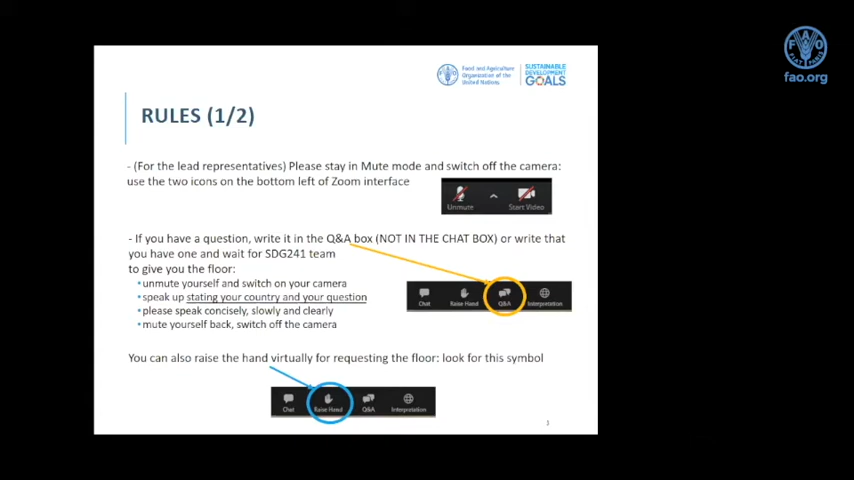 FAO
FIAT PANIS
fao.org
Food and Agriculture
Organization of the
United Nations
SUSTAINABLE
DEVELOPMENT
GOALS
RULES (1/2)
- (For the lead representatives) Please stay in Mute mode and switch off the camera:
use the two icons on the bottom left of Zoom interface
Unmute Start Video
- If you have a question, write it in the Q&A box (NOT IN THE CHAT BOX) or write that
you have one and wait for SDG241 team
to give you the floor:
•unmute yourself and switch on your camera
•speak up stating your country and your question
•please speak concisely, slowly and clearly
•mute yourself back, switch off the camera
Chat Raise Hand Q&A Interpretation
You can also raise the hand virtually for requesting the floor: look for this symbol
Chat Raise Hand Q&A Interpretation
3